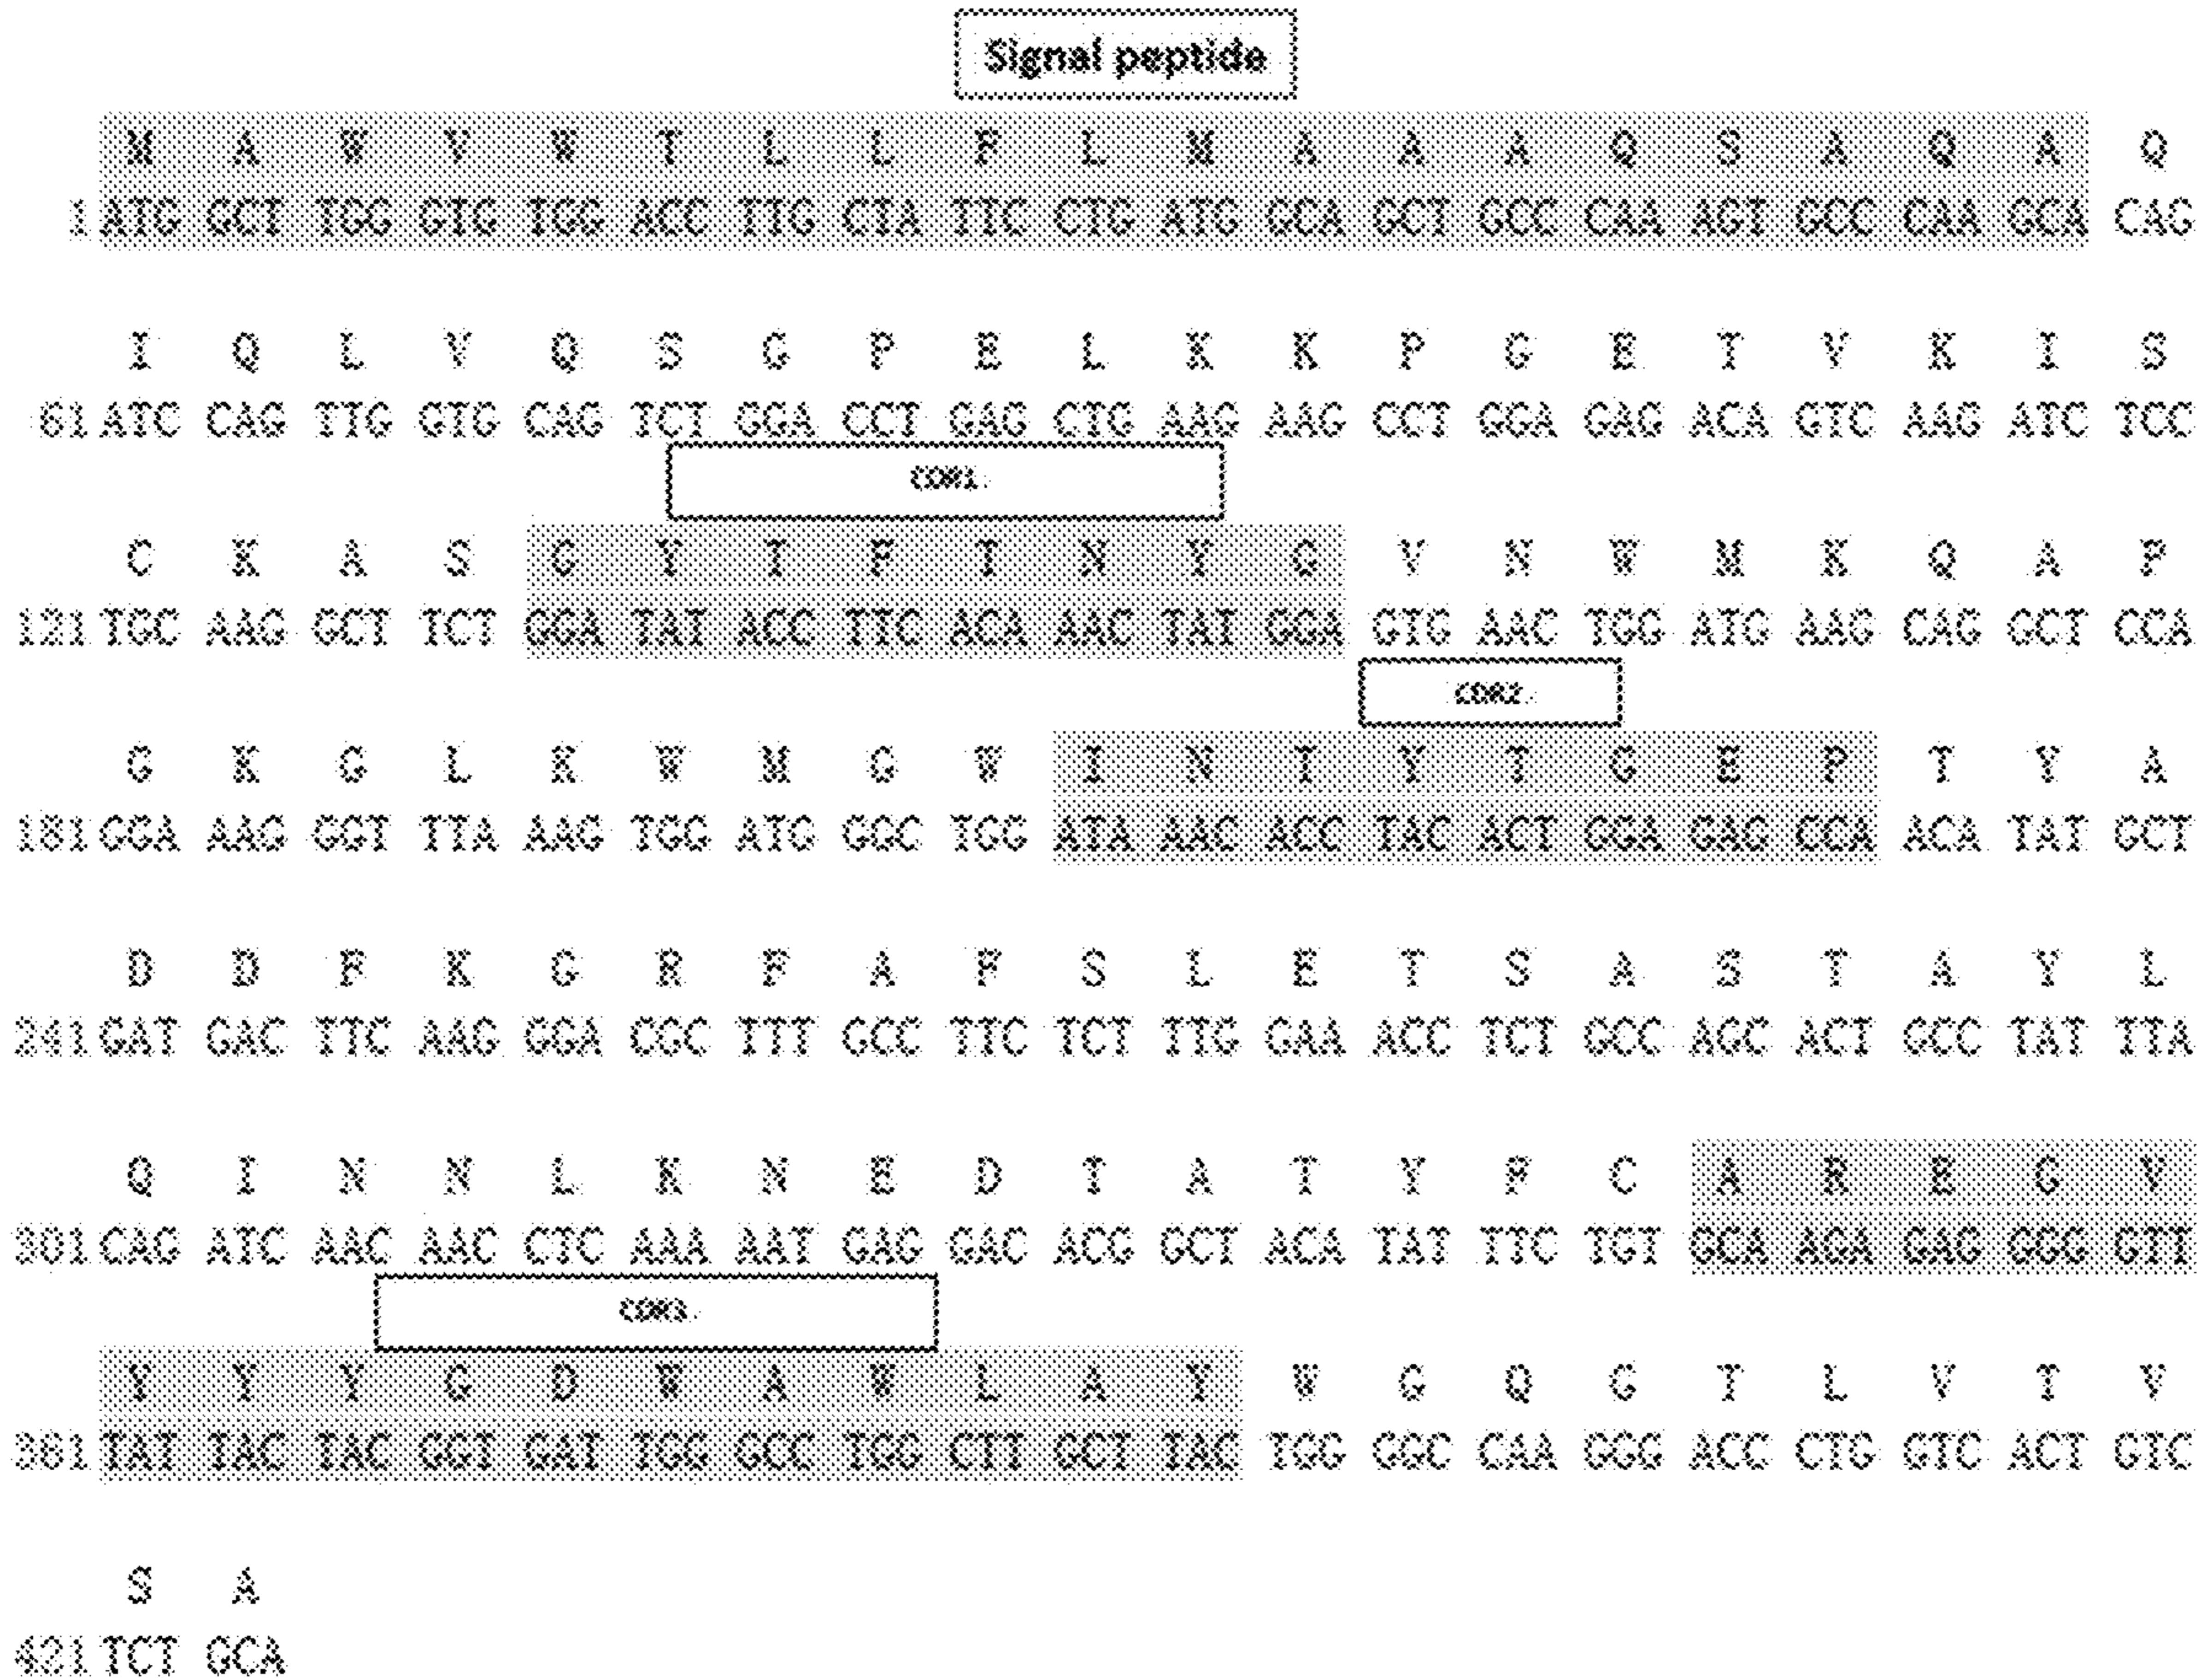 Signal peptide
M A W V W T L L F L M A A A Q S A Q A Q
1 ATG GCT TGG GTG TGG ACC TTG CTA TTC CTG ATG GCA GCT GCC CAA AGT GCC CAA GCA CAG
I Q L V Q S G P E L K K P G E T V K I S
61 ATC CAG TTG GTG CAG TCT GGA CCT GAG CTG AAG AAG CCT GGA GAG ACA GTC AAG ATC TCC
CDR1
C K A S G Y T F T N Y G V N W M K Q A P
121 TGC AAG GCT TCT GGA TAT ACC TTC ACA AAC TAT GGA GTG AAC TGG ATG AAG CAG GCT CCA
CDR2
G K G L K W M G W I N T Y T G E P T Y A
181 GGA AAG GGT TTA AAG TGG ATG GGC TGG ATA AAC ACC TAC ACT GGA GAG CCA ACA TAT GCT
D D F K G R F A F S L E T S A S T A Y L
241 GAT GAC TTC AAG GGA CGC TTT GCC TTC TCT TTG GAA ACC TCT GCC AGC ACT GCC TAT TTA
Q I N N L K N E D T A T Y F C A R E G V
301 CAG ATC AAC AAC CTC AAA AAT GAG GAC ACG GCT ACA TAT TTC TGT GCA AGA GAG GGG GTT
CDR3
Y Y Y G D W A W L A Y W G Q G T L V T V
361 TAT TAC TAC GGT GAT TGG GCC TGG CTT GCT TAC TGG GGC CAA GGG ACC CTG GTC ACT GTC
S A
421 TCT GCA